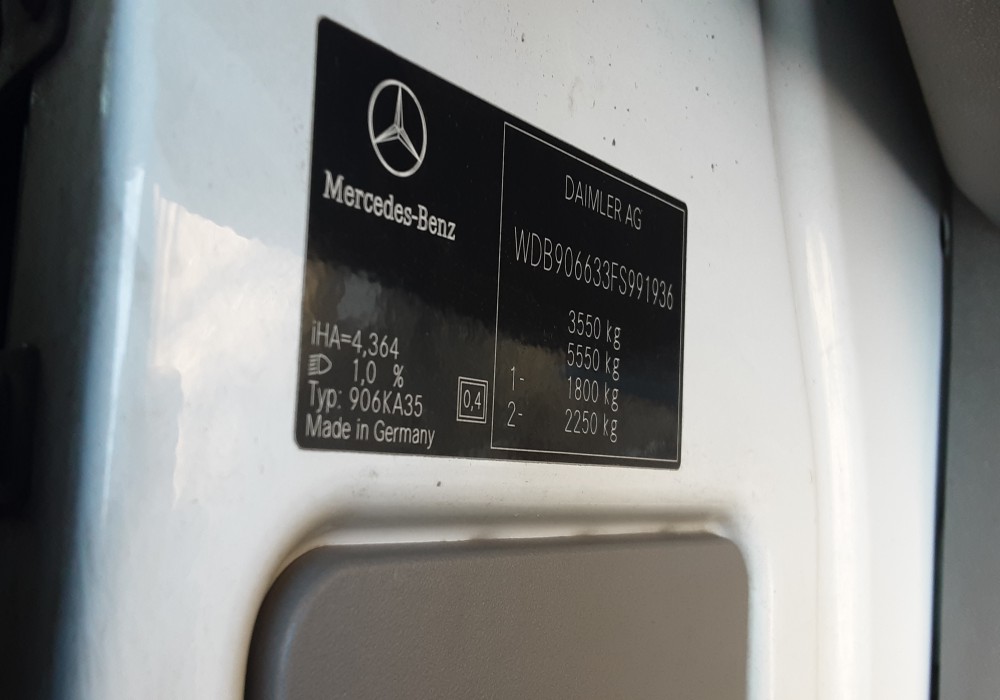 Mercedes-Benz
iHA=4,364
1,0 %
Typ: 906KA35
Made in Germany
0,4
DAIMLER AG
WDB906633FS991936
3550 kg
5550 kg
1- 1800 kg
2- 2250 kg